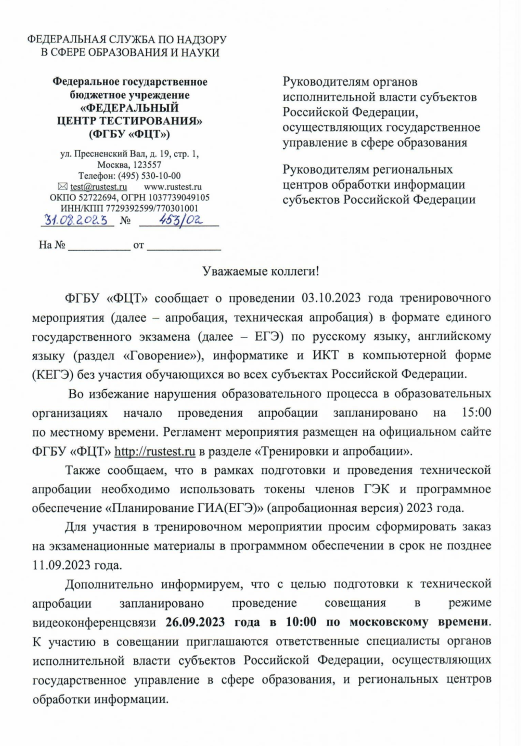 ФЕДЕРАЛЬНАЯ СЛУЖБА ПО НАДЗОРУ
В СФЕРЕ ОБРАЗОВАНИЯ И НАУКИ
Федеральное государственное
бюджетное учреждение
«ФЕДЕРАЛЬНЫЙ
ЦЕНТР ТЕСТИРОВАНИЯ»
(ФГБУ «ФЦТ»)
ул. Пресненский Вал, д. 19, стр. 1,
Москва, 123557
Телефон: (495) 530-10-00
test@rustest.ru www.rustest.ru
ОКПО 52722694, ОГРН 1037739049105
ИНН/КПП 7729392599/770301001
31.08.2023 № 453/02
На № ____________ от ______________
Руководителям органов
исполнительной власти субъектов
Российской Федерации,
осуществляющих государственное
управление в сфере образования
Руководителям региональных
центров обработки информации
субъектов Российской Федерации
Уважаемые коллеги!
ФГБУ «ФЦТ» сообщает о проведении 03.10.2023 года тренировочного
мероприятия (далее – апробация, техническая апробация) в формате единого
государственного экзамена (далее – ЕГЭ) по русскому языку, английскому
языку (раздел «Говорение»), информатике и ИКТ в компьютерной форме
(КЕГЭ) без участия обучающихся во всех субъектах Российской Федерации.
Во избежание нарушения образовательного процесса в образовательных
организациях начало проведения апробации запланировано на 15:00
по местному времени. Регламент мероприятия размещен на официальном сайте
ФГБУ «ФЦТ» http://rustest.ru в разделе «Тренировки и апробации».
Также сообщаем, что в рамках подготовки и проведения технической
апробации необходимо использовать токены членов ГЭК и программное
обеспечение «Планирование ГИА(ЕГЭ)» (апробационная версия) 2023 года.
Для участия в тренировочном мероприятии просим сформировать заказ
на экзаменационные материалы в программном обеспечении в срок не позднее
11.09.2023 года.
Дополнительно информируем, что с целью подготовки к технической
апробации запланировано проведение совещания в режиме
видеоконференцсвязи 26.09.2023 года в 10:00 по московскому времени.
К участию в совещании приглашаются ответственные специалисты органов
исполнительной власти субъектов Российской Федерации, осуществляющих
государственное управление в сфере образования, и региональных центров
обработки информации.